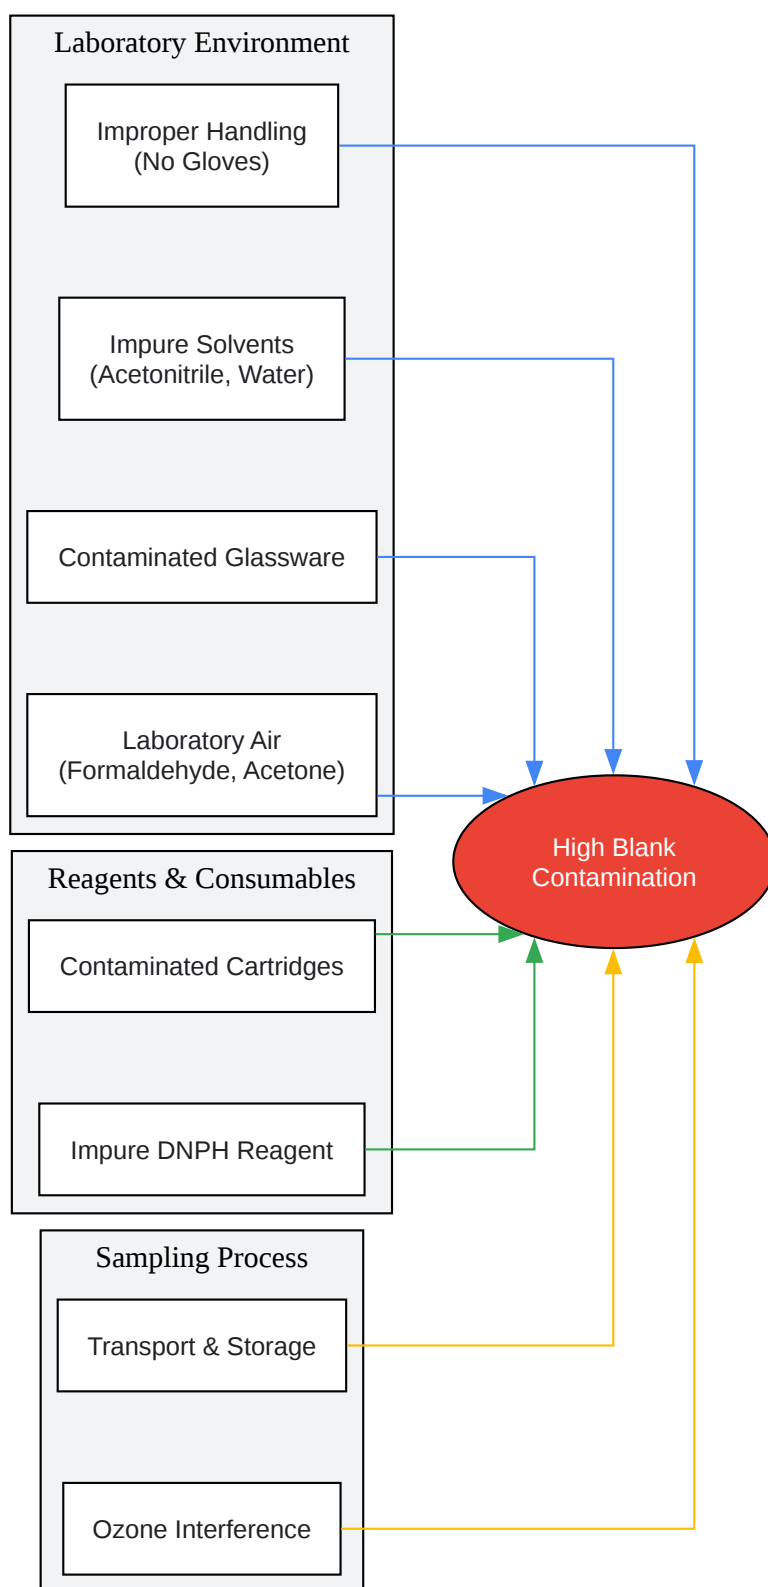 Laboratory Environment
Improper Handling
(No Gloves)
Impure Solvents
(Acetonitrile, Water)
Contaminated Glassware
Laboratory Air
(Formaldehyde, Acetone)
High Blank
Contamination
Reagents & Consumables
Contaminated Cartridges
Impure DNPH Reagent
Sampling Process
Transport & Storage
Ozone Interference